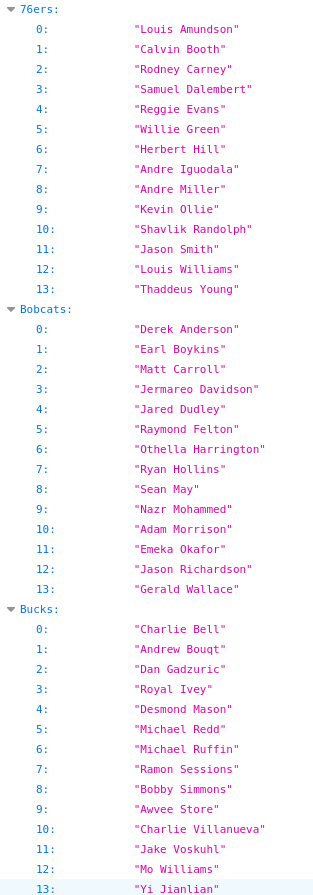 76ers:
0: "Louis Amundson"
1: "Calvin Booth"
2: "Rodney Carney"
3: "Samuel Dalembert"
4: "Reggie Evans"
5: "Willie Green"
6: "Herbert Hill"
7: "Andre Iguodala"
8: "Andre Miller"
9: "Kevin Ollie"
10: "Shavlik Randolph"
11: "Jason Smith"
12: "Louis Williams"
13: "Thaddeus Young"
Bobcats:
0: "Derek Anderson"
1: "Earl Boykins"
2: "Matt Carroll"
3: "Jermareo Davidson"
4: "Jared Dudley"
5: "Raymond Felton"
6: "Othella Harrington"
7: "Ryan Hollins"
8: "Sean May"
9: "Nazr Mohammed"
10: "Adam Morrison"
11: "Emeka Okafor"
12: "Jason Richardson"
13: "Gerald Wallace"
Bucks:
0: "Charlie Bell"
1: "Andrew Bouqt"
2: "Dan Gadzuric"
3: "Royal Ivey"
4: "Desmond Mason"
5: "Michael Redd"
6: "Michael Ruffin"
7: "Ramon Sessions"
8: "Bobby Simmons"
9: "Awvee Store"
10: "Charlie Villanueva"
11: "Jake Voskuhl"
12: "Mo Williams"
13: "Yi Jianlian"